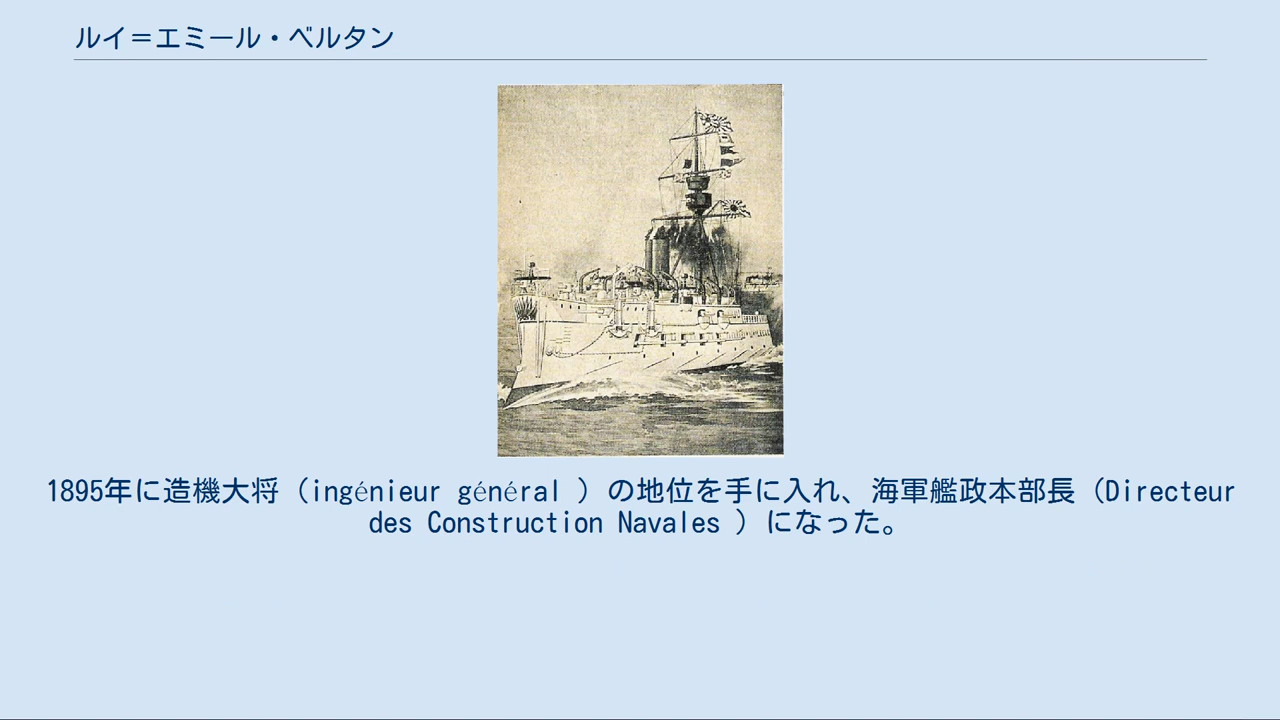 ルイ＝エミール・ベルタン
1895年に造機大将（ingénieur général ）の地位を手に入れ、海軍艦政本部長（Directeur
des Construction Navales ）になった。